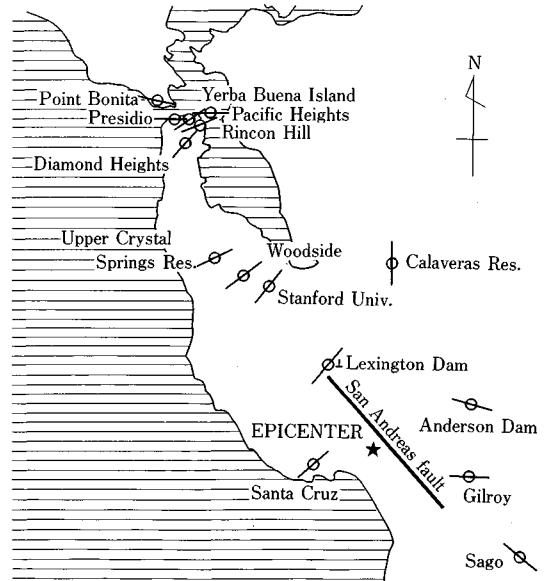 N
Point Bonita
Yerba Buena Island
Presidio
Pacific Heights
Rincon Hill
Diamond Heights
Upper Crystal
Springs Res.
Woodside
Calaveras Res.
Stanford Univ.
Lexington Dam
San Andreas fault
Anderson Dam
EPICENTER
Santa Cruz
Gilroy
Sago